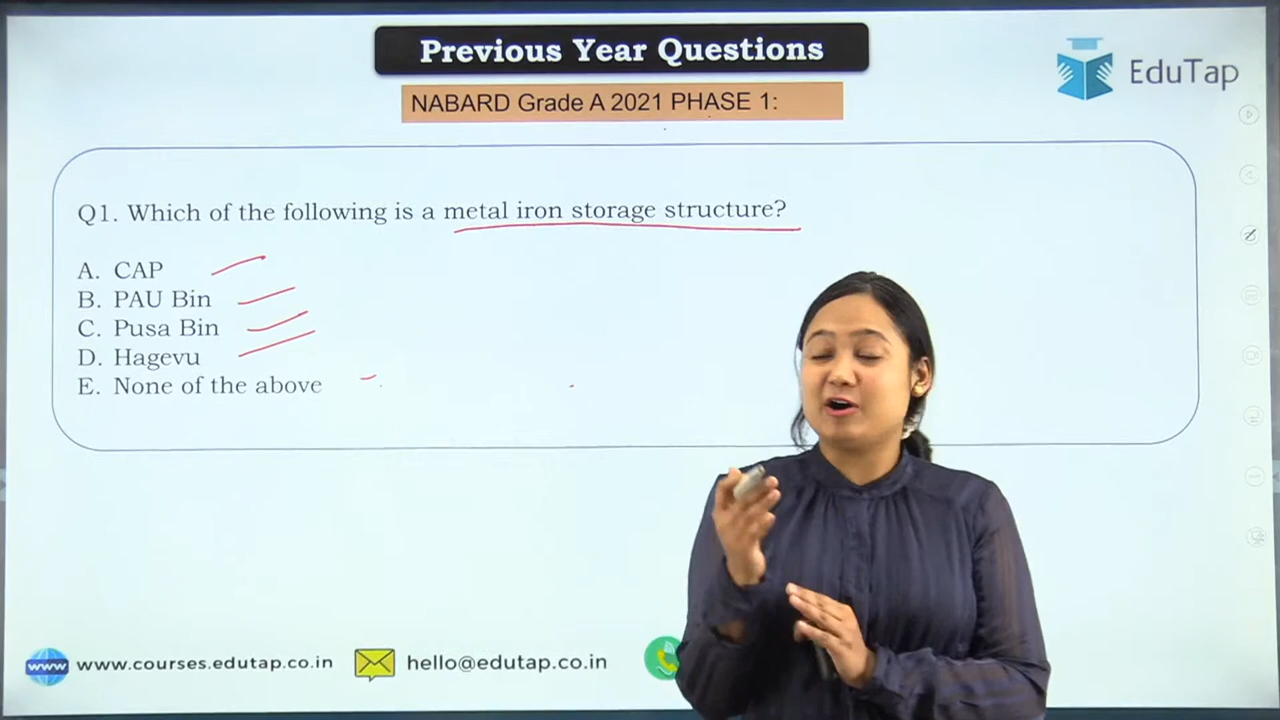 Previous Year Questions
EduTap
NABARD Grade A 2021 PHASE 1:
Q1. Which of the following is a metal iron storage structure?
A. CAP
B. PAU Bin
C. Pusa Bin
D. Hagevu
E. None of the above
www www.courses.edutap.co.in
hello@edutap.co.in